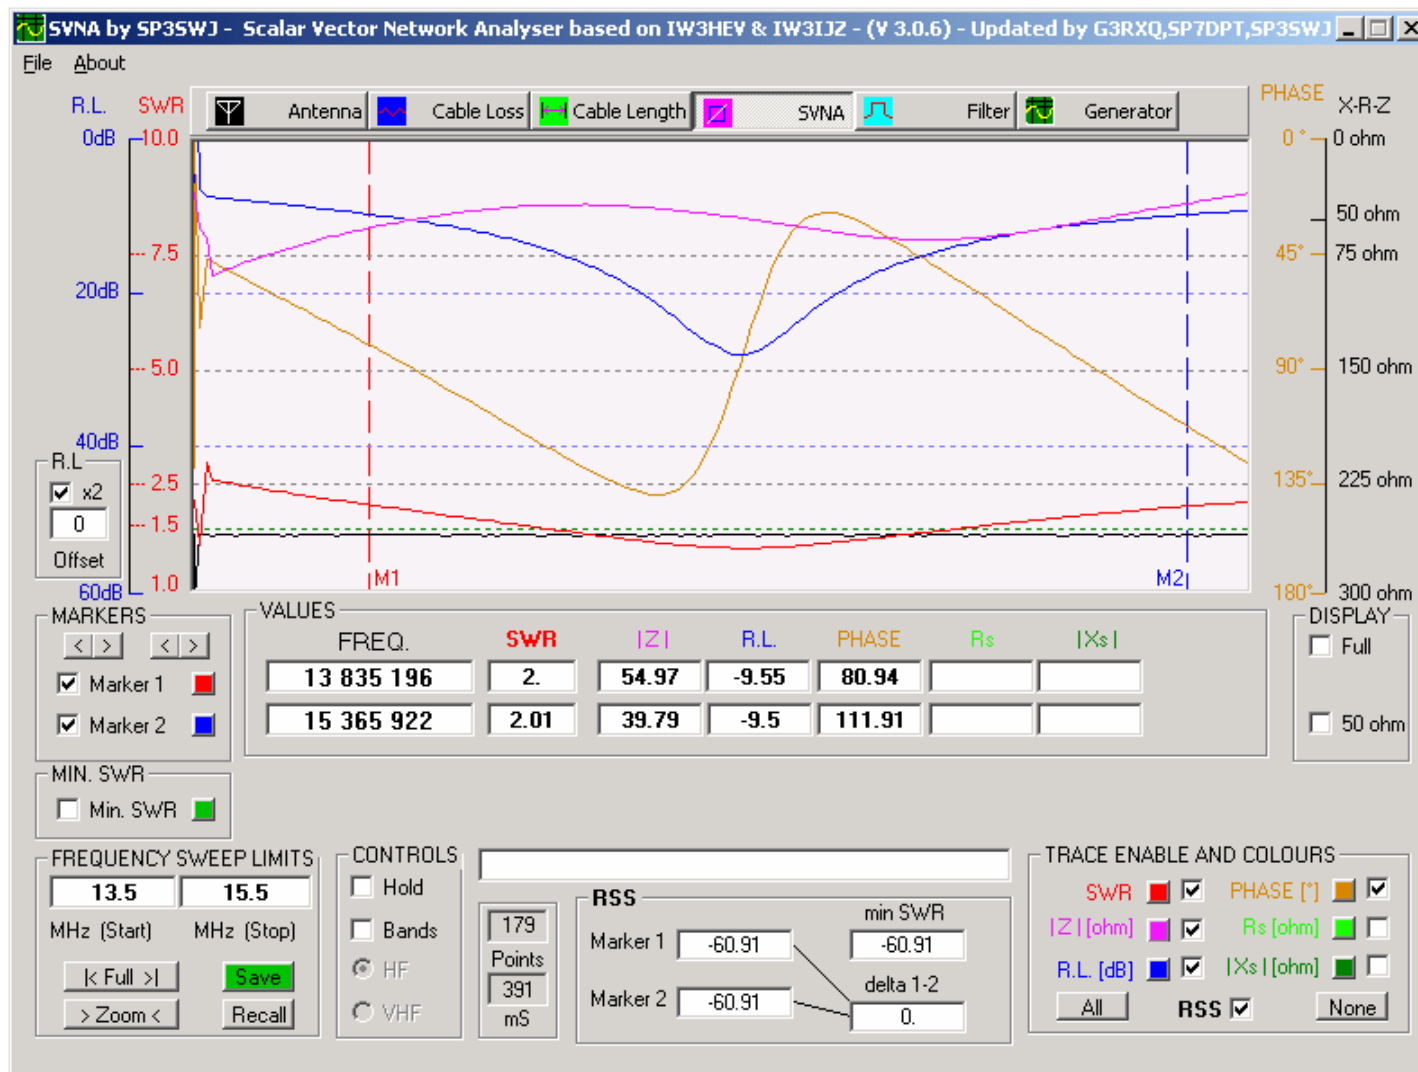 SVNA by SP3SWJ - Scalar Vector Network Analyser based on IW3HEV & IW3IJZ - (V 3.0.6) - Updated by G3RXQ,SP7DPT,SP3SWJ
File About
R.L. SWR Antenna Cable Loss Cable Length SVNA Filter Generator PHASE X-R-Z
0dB 10.0 0 ° 0 ohm
50 ohm
7.5 45° 75 ohm
20dB
5.0 90° 150 ohm
40dB
R.L
2.5 135° 225 ohm
x2
1.5
0
Offset
1.0 M1 M2
60dB 180° 300 ohm
MARKERS VALUES DISPLAY
< > < > FREQ. SWR |Z| R.L. PHASE Rs |Xs| Full
Marker 1 13 835 196 2. 54.97 -9.55 80.94
Marker 2 15 365 922 2.01 39.79 -9.5 111.91 50 ohm
MIN. SWR
Min. SWR
FREQUENCY SWEEP LIMITS CONTROLS TRACE ENABLE AND COLOURS
13.5 15.5 Hold RSS SWR PHASE [°]
MHz (Start) MHz (Stop) Bands 179 Marker 1 -60.91 min SWR -60.91 |Z| [ohm] Rs [ohm]
Points
|< Full >| Save HF 391 delta 1-2 R.L. [dB] |Xs| [ohm]
> Zoom < Recall VHF mS Marker 2 -60.91 0. All RSS None